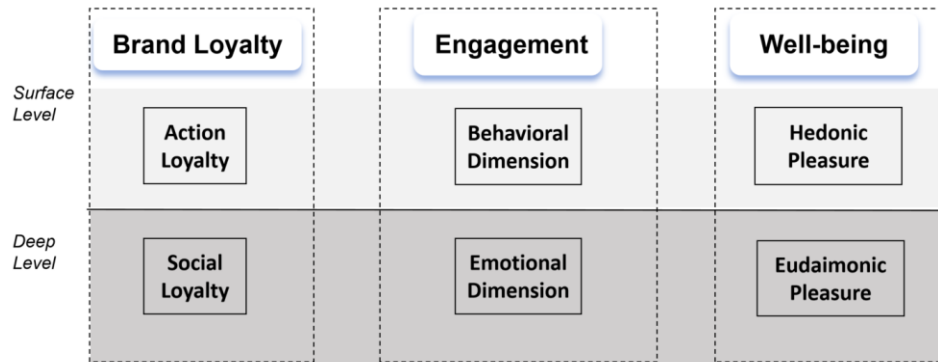 Brand Loyalty
Engagement
Well-being
Surface
Level
Action
Loyalty
Behavioral
Dimension
Hedonic
Pleasure
Deep
Level
Social
Loyalty
Emotional
Dimension
Eudaimonic
Pleasure